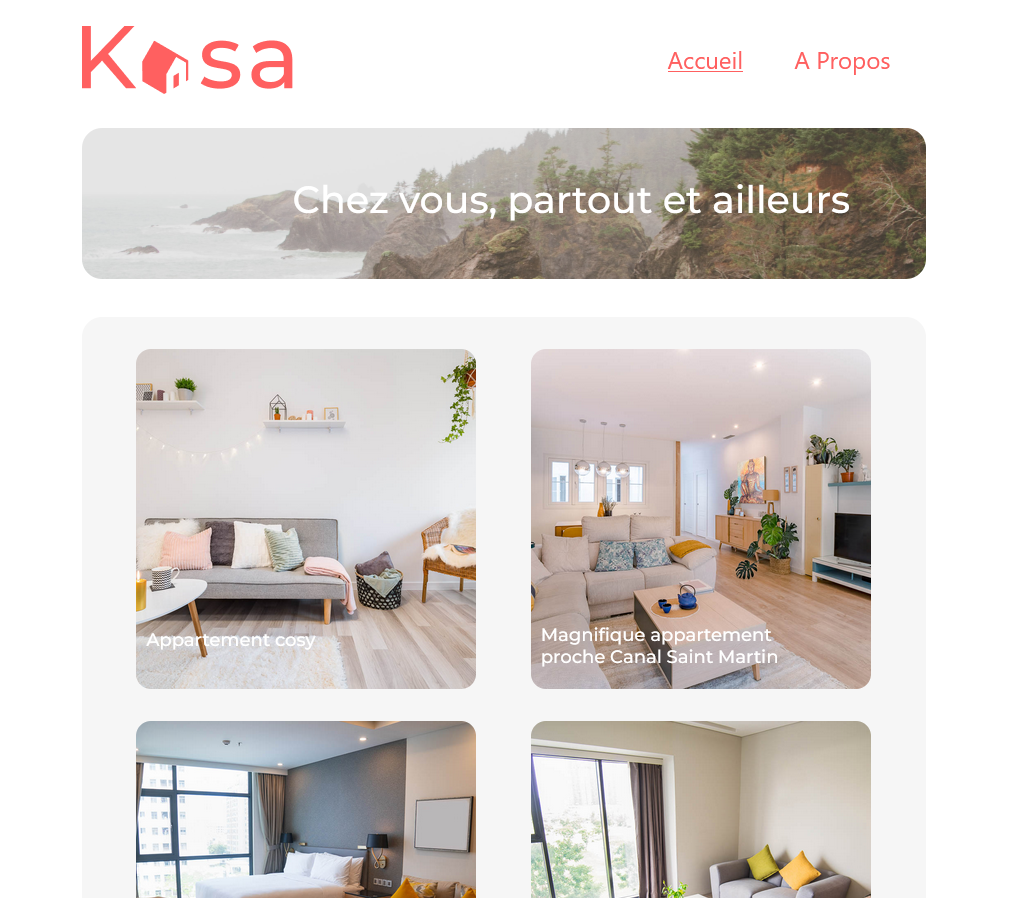 Kasa
Accueil
A Propos
Chez vous, partout et ailleurs
Appartement cosy
Magnifique appartement
proche Canal Saint Martin